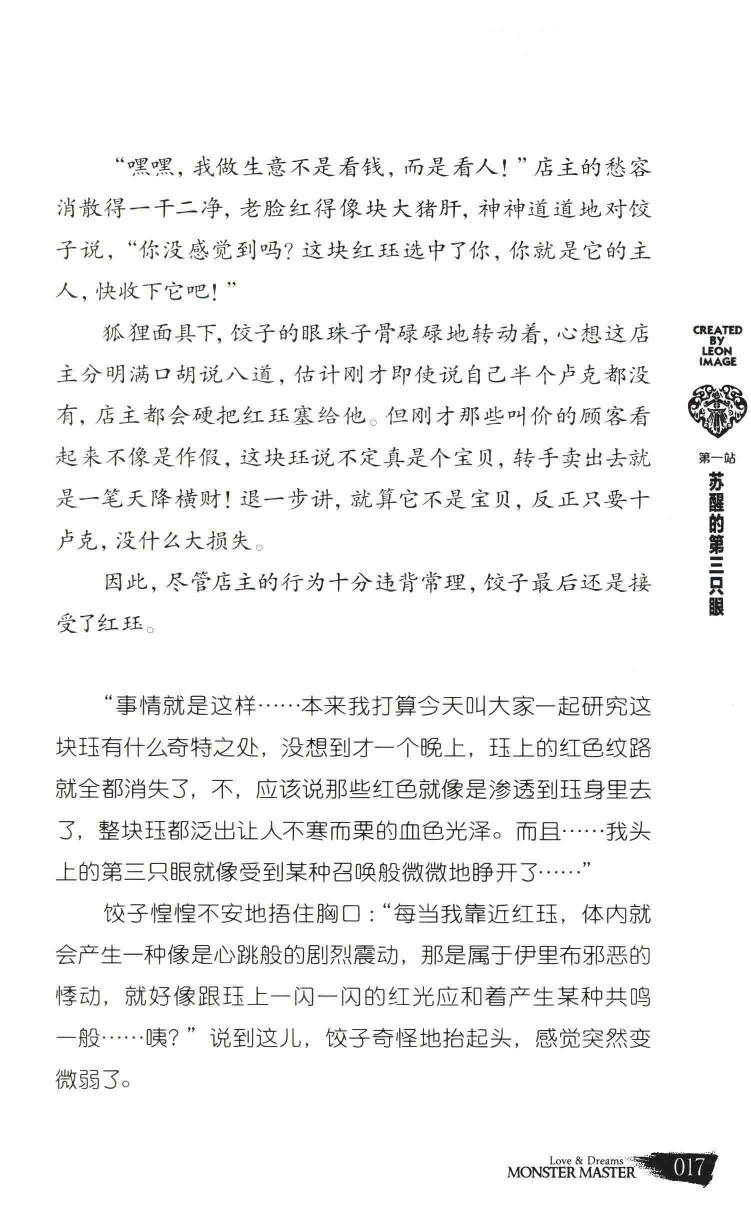 “嘿嘿，我做生意不是看钱，而是看人！”店主的愁容
消散得一干二净，老脸红得像块大猪肝，神神道道地对饺
子说，“你没感觉到吗？这块红珏选中了你，你就是它的主
人，快收下它吧！”
狐狸面具下，饺子的眼珠子骨碌碌地转动着，心想这店
主分明满口胡说八道，估计刚才即使说自己半个卢克都没
有，店主都会硬把红珏塞给他。但刚才那些叫价的顾客看
起来不像是作假，这块珏说不定真是个宝贝，转手卖出去就
是一笔天降横财！退一步讲，就算它不是宝贝，反正只要十
卢克，没什么大损失。
因此，尽管店主的行为十分违背常理，饺子最后还是接
受了红珏。
“事情就是这样……本来我打算今天叫大家一起研究这
块珏有什么奇特之处，没想到才一个晚上，珏上的红色纹路
就全都消失了，不，应该说那些红色就像是渗透到珏身里去
了，整块珏都泛出让人不寒而栗的血色光泽。而且……我头
上的第三只眼就像受到某种召唤般微微地睁开了……”
饺子惶惶不安地捂住胸口：“每当我靠近红珏，体内就
会产生一种像是心跳般的剧烈震动，那是属于伊里布邪恶的
悸动，就好像跟珏上一闪一闪的红光应和着产生某种共鸣
一般……咦？”说到这儿，饺子奇怪地抬起头，感觉突然变
微弱了。
CREATED
BY
LEON
IMAGE
第一站
苏醒的第三只眼
Love & Dreams
MONSTER MASTER
017